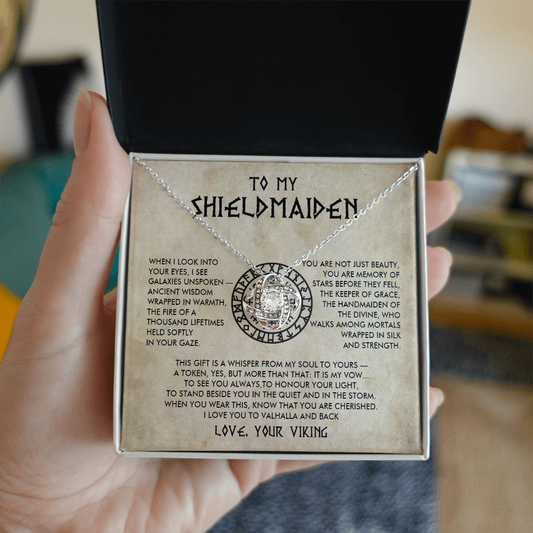 TO MY
SHIELDMAIDEN
WHEN I LOOK INTO
YOUR EYES, I SEE
GALAXIES UNSPOKEN —
ANCIENT WISDOM
WRAPPED IN WARMTH,
THE FIRE OF A
THOUSAND LIFETIMES
HELD SOFTLY
IN YOUR GAZE.
YOU ARE NOT JUST BEAUTY,
YOU ARE MEMORY OF
STARS BEFORE THEY FELL,
THE KEEPER OF GRACE,
THE HANDMAIDEN OF
THE DIVINE, WHO
WALKS AMONG MORTALS
WRAPPED IN SILK
AND STRENGTH.
THIS GIFT IS A WHISPER FROM MY SOUL TO YOURS —
A TOKEN, YES, BUT MORE THAN THAT: IT IS MY VOW...
TO SEE YOU ALWAYS,TO HONOUR YOUR LIGHT,
TO STAND BESIDE YOU IN THE QUIET AND IN THE STORM.
WHEN YOU WEAR THIS, KNOW THAT YOU ARE CHERISHED.
I LOVE YOU TO VALHALLA AND BACK
LOVE, YOUR VIKING